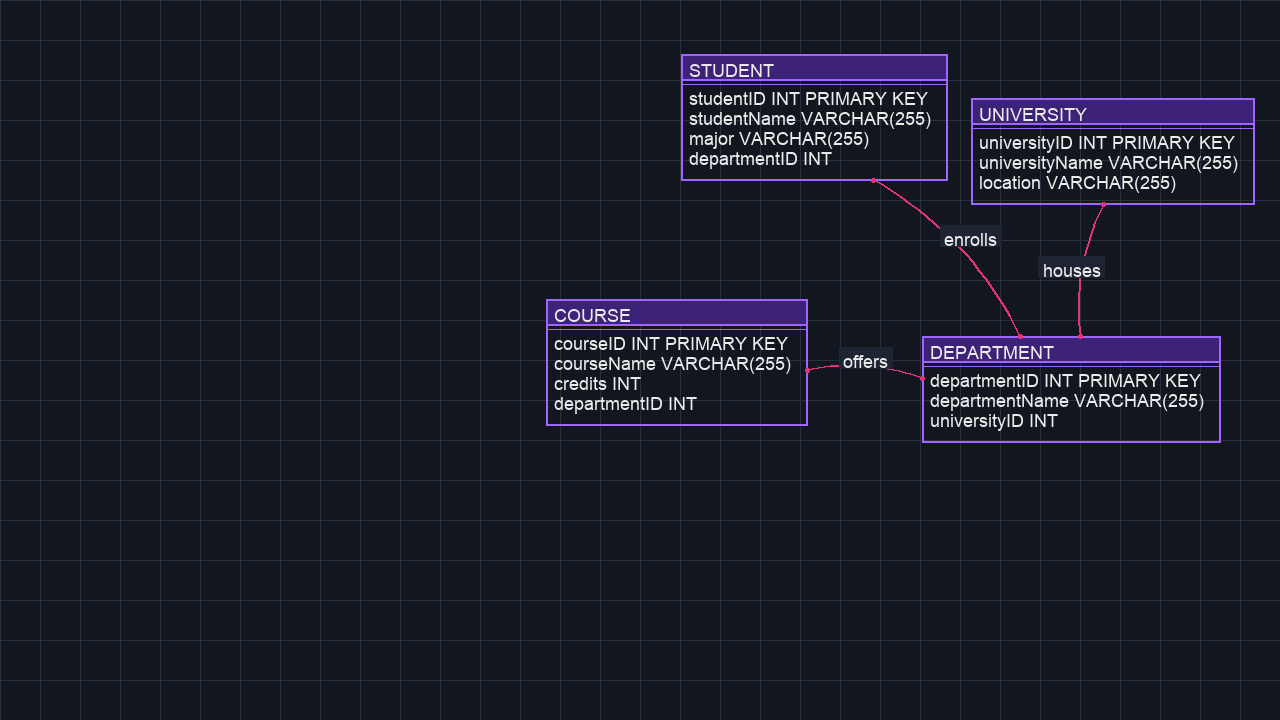 STUDENT
studentID INT PRIMARY KEY
studentName VARCHAR(255)
major VARCHAR(255)
departmentID INT
UNIVERSITY
universityID INT PRIMARY KEY
universityName VARCHAR(255)
location VARCHAR(255)
enrolls
houses
COURSE
courseID INT PRIMARY KEY
courseName VARCHAR(255)
credits INT
departmentID INT
offers
DEPARTMENT
departmentID INT PRIMARY KEY
departmentName VARCHAR(255)
universityID INT